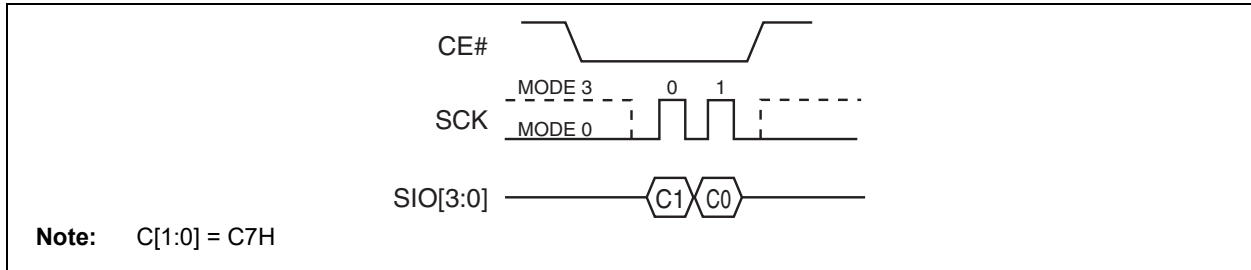 CE#
MODE 3 0 1
SCK
MODE 0
SIO[3:0] C1 C0
Note: C[1:0] = C7H